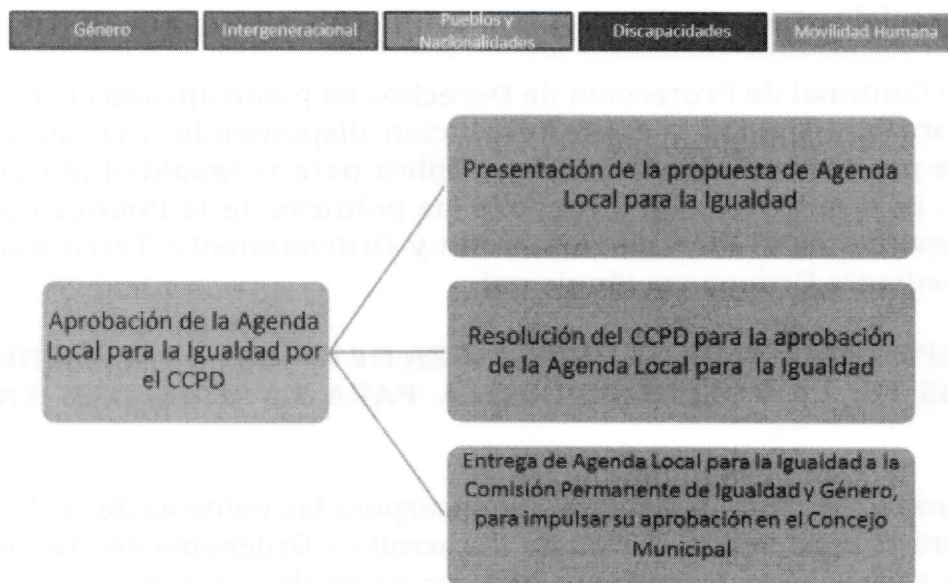 Género
Intergeneracional
Pueblos y
Nacionalidades
Discapacidades
Movilidad Humana
Presentación de la propuesta de Agenda
Local para la Igualdad
Aprobación de la Agenda
Local para la Igualdad por
el CCPD
Resolución del CCPD para la aprobación
de la Agenda Local para la Igualdad
Entrega de Agenda Local para la Igualdad a la
Comisión Permanente de Igualdad y Género,
para impulsar su aprobación en el Concejo
Municipal